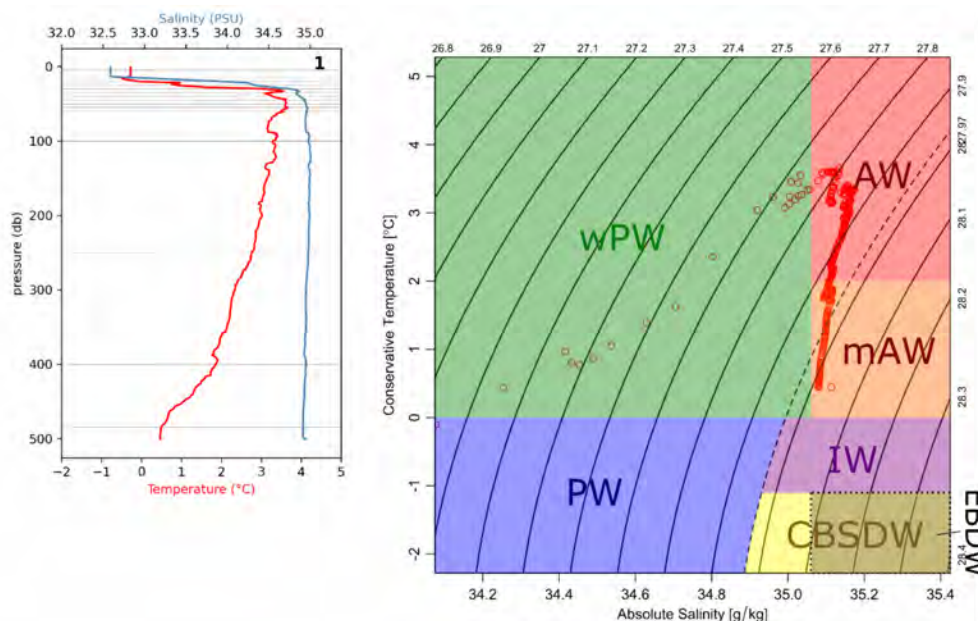 Salinity (PSU)
32.0 32.5 33.0 33.5 34.0 34.5 35.0
1
0
100
200
300
400
500
pressure (db)
−2 −1 0 1 2 3 4 5
Temperature (°C)
26.8 26.9 27 27.1 27.2 27.3 27.4 27.5 27.6 27.7 27.8
27.9
27.97
28
28.1
28.2
28.3
28.4
5
4
3
2
1
0
-1
-2
Conservative Temperature [°C]
AW
wPW
mAW
IW
PW
CBSDW
EBDW
34.2 34.4 34.6 34.8 35.0 35.2 35.4
Absolute Salinity [g/kg]